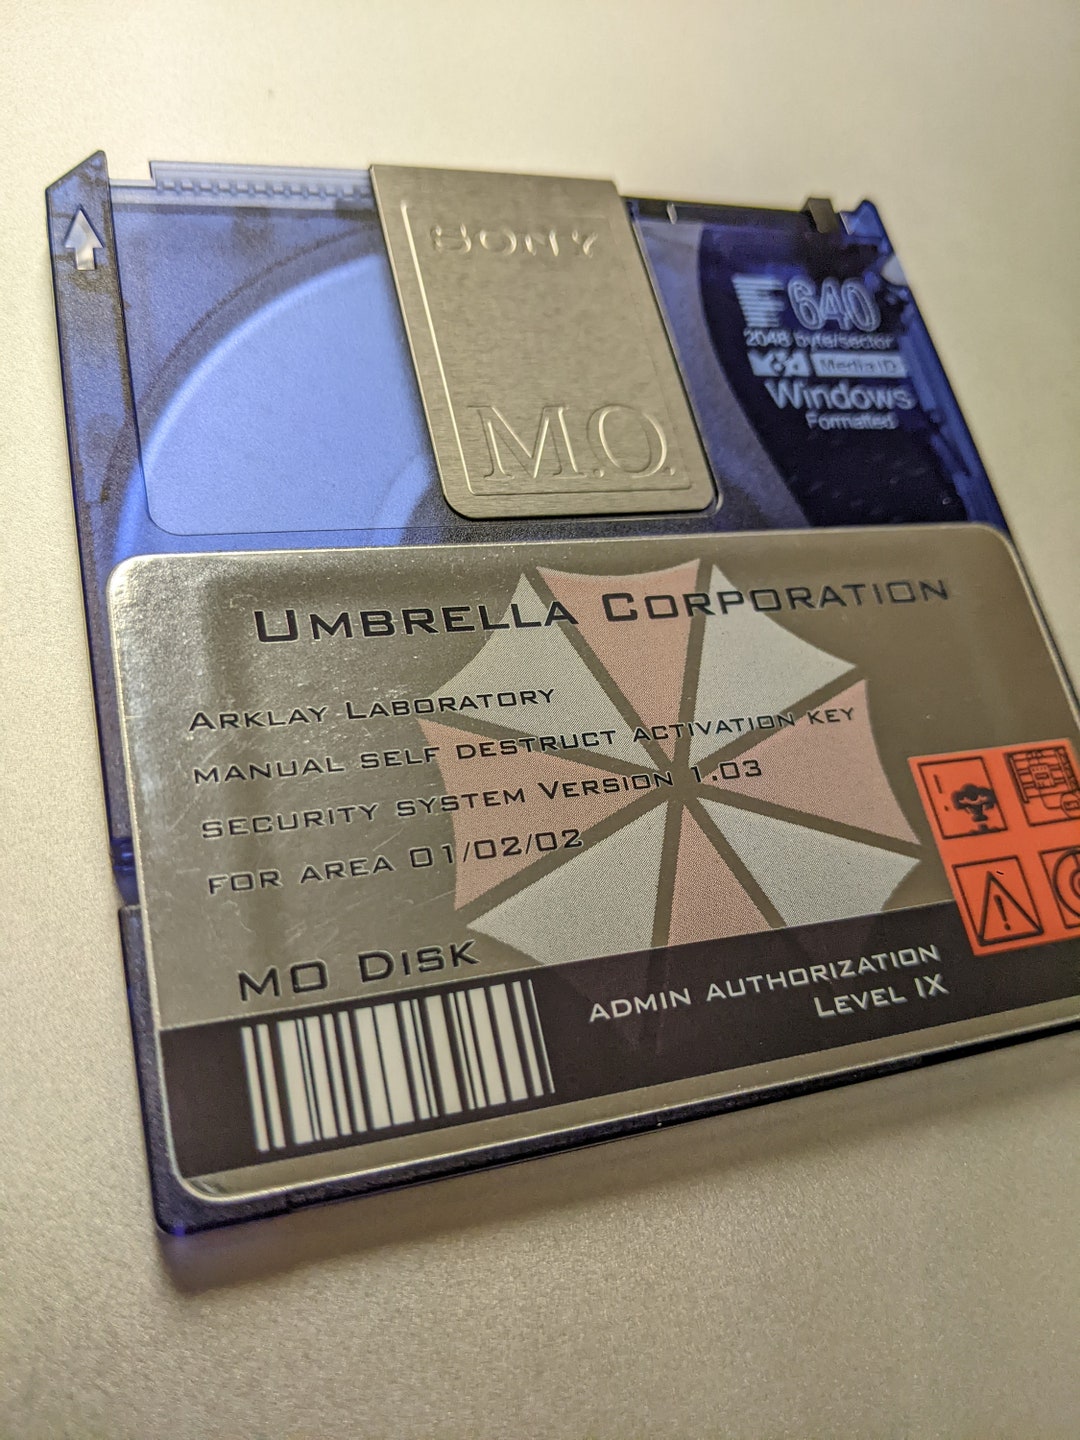 SONY
M.O.
640
2048 byte/sector
Media ID
Windows
Formatted
UMBRELLA CORPORATION
ARKLAY LABORATORY
MANUAL SELF DESTRUCT ACTIVATION KEY
SECURITY SYSTEM VERSION 1.03
FOR AREA 01/02/02
MO DISK
ADMIN AUTHORIZATION
LEVEL IX